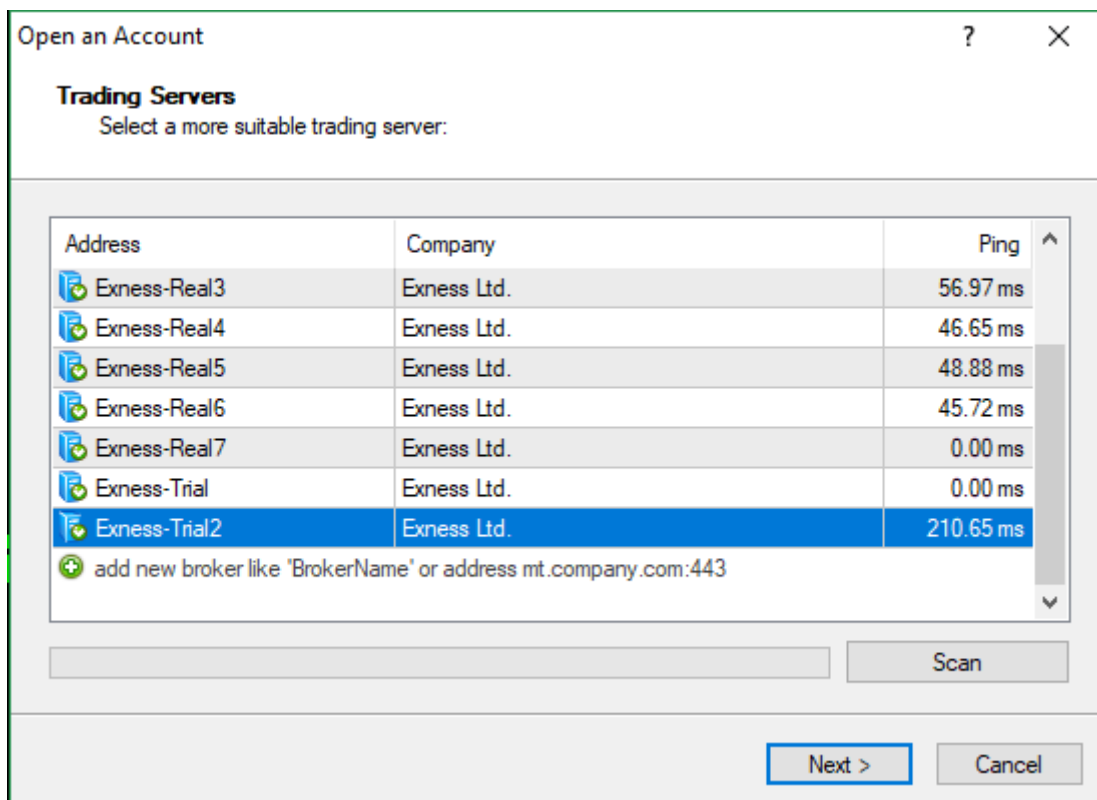 Open an Account ?
Trading Servers
Select a more suitable trading server:
Address Company Ping
Exness-Real3 Exness Ltd. 56.97 ms
Exness-Real4 Exness Ltd. 46.65 ms
Exness-Real5 Exness Ltd. 48.88 ms
Exness-Real6 Exness Ltd. 45.72 ms
Exness-Real7 Exness Ltd. 0.00 ms
Exness-Trial Exness Ltd. 0.00 ms
Exness-Trial2 Exness Ltd. 210.65 ms
add new broker like 'BrokerName' or address mt.company.com:443
Scan
Next > Cancel